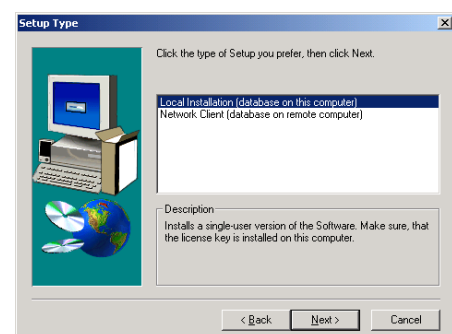 Setup Type
Click the type of Setup you prefer, then click Next.
Local Installation (database on this computer)
Network Client (database on remote computer)
Description
Installs a single-user version of the Software. Make sure, that
the license key is installed on this computer.
< Back
Next >
Cancel